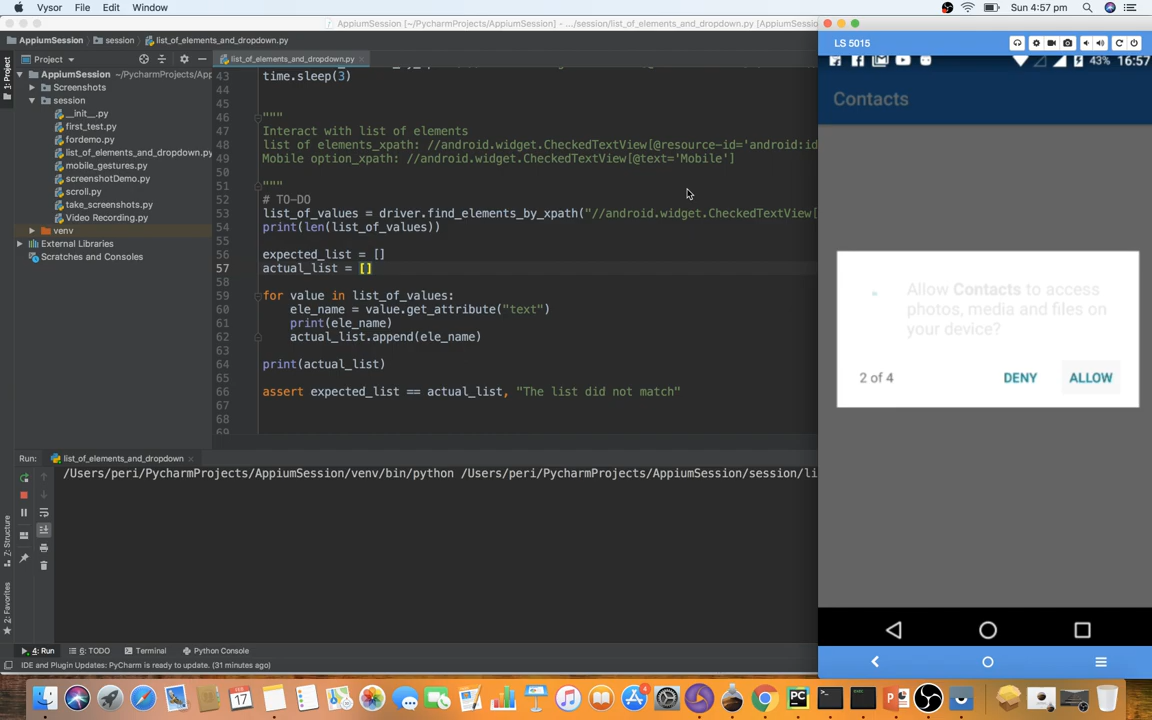 Vysor File Edit Window Sun 4:57 pm
AppiumSession [~/PycharmProjects/AppiumSession] - .../session/list_of_elements_and_dropdown.py [AppiumSession
AppiumSession session list_of_elements_and_dropdown.py
LS 5015
Project
list_of_elements_and_dropdown.py
1: Project
AppiumSession ~/PycharmProjects/App
Screenshots
session
__init__.py
first_test.py
fordemo.py
list_of_elements_and_dropdown.py
mobile_gestures.py
screenshotDemo.py
scroll.py
take_screenshots.py
Video Recording.py
venv
External Libraries
Scratches and Consoles
43 time.sleep(3)
44
45
46 """
47 Interact with list of elements
48 list of elements_xpath: //android.widget.CheckedTextView[@resource-id='android:id
49 Mobile option_xpath: //android.widget.CheckedTextView[@text='Mobile']
50
51 """
52 # TO-DO
53 list_of_values = driver.find_elements_by_xpath("//android.widget.CheckedTextView[
54 print(len(list_of_values))
55
56 expected_list = []
57 actual_list = []
58
59 for value in list_of_values:
60 ele_name = value.get_attribute("text")
61 print(ele_name)
62 actual_list.append(ele_name)
63
64 print(actual_list)
65
66 assert expected_list == actual_list, "The list did not match"
67
68
69
43% 16:57
Contacts
Allow Contacts to access
photos, media and files on
your device?
2 of 4 DENY ALLOW
Run: list_of_elements_and_dropdown
/Users/peri/PycharmProjects/AppiumSession/venv/bin/python /Users/peri/PycharmProjects/AppiumSession/session/li
7: Structure
2: Favorites
4: Run 6: TODO Terminal Python Console
IDE and Plugin Updates: PyCharm is ready to update. (31 minutes ago)
17
4
PC